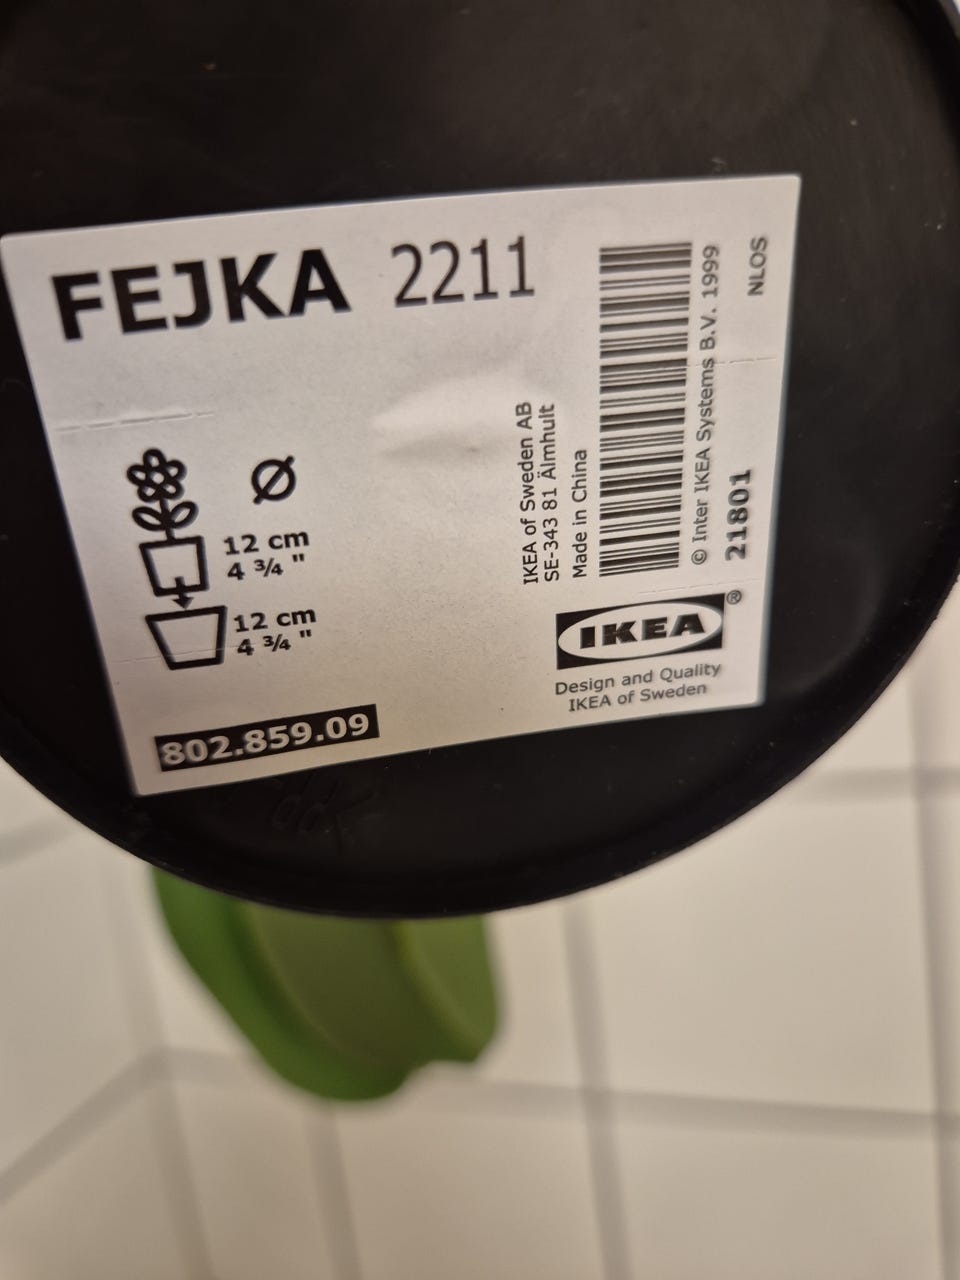 FEJKA 2211
Ø
12 cm
4 ¾ "
12 cm
4 ¾ "
802.859.09
IKEA of Sweden AB
SE-343 81 Älmhult
Made in China
© Inter IKEA Systems B.V. 1999
21801
NLOS
IKEA®
Design and Quality
IKEA of Sweden